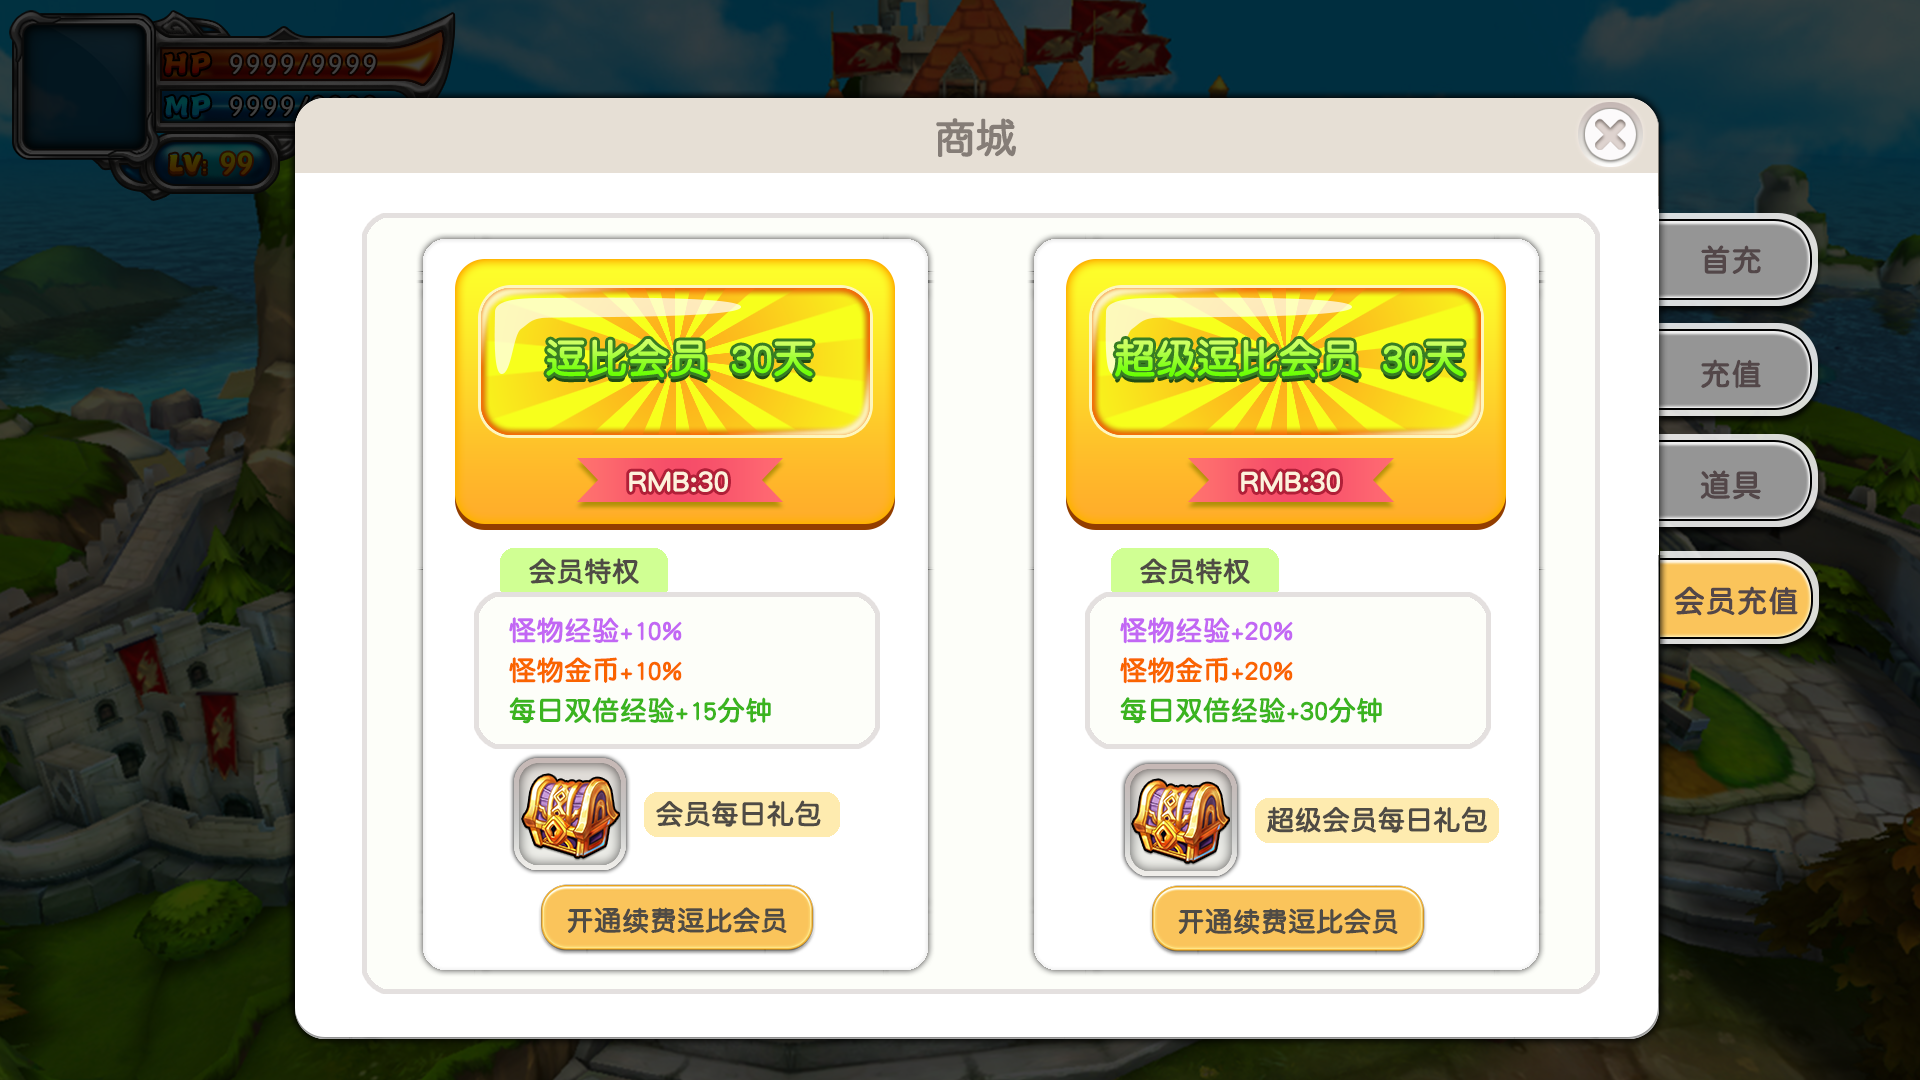 HP 9999/9999
MP 9999/
LV: 99
商城
首充
充值
道具
会员充值
逗比会员 30天
RMB:30
会员特权
怪物经验+10%
怪物金币+10%
每日双倍经验+15分钟
会员每日礼包
开通续费逗比会员
超级逗比会员 30天
RMB:30
会员特权
怪物经验+20%
怪物金币+20%
每日双倍经验+30分钟
超级会员每日礼包
开通续费逗比会员